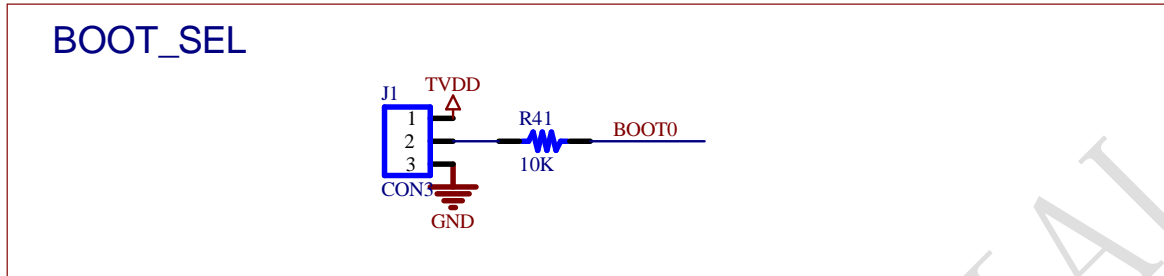 BOOT_SEL
TVDD
J1
1
2
3
CON3
GND
R41
10K
BOOT0